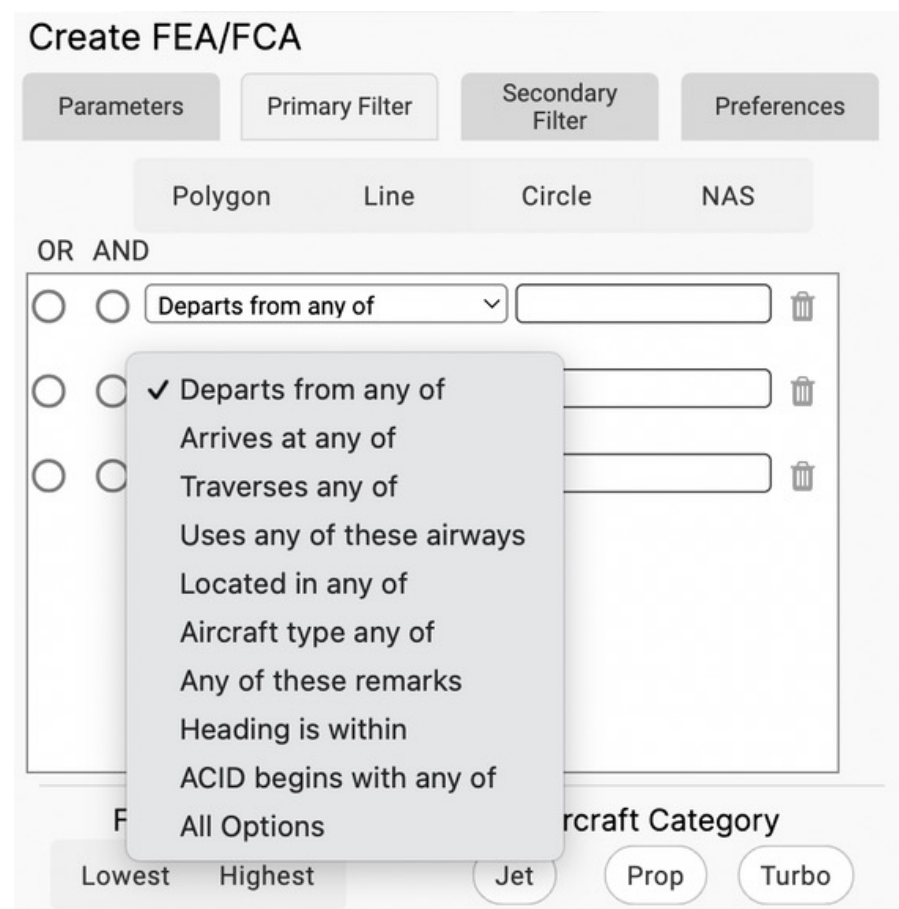 Create FEA/FCA
Parameters
Primary Filter
Secondary
Filter
Preferences
Polygon
Line
Circle
NAS
OR AND
Departs from any of
✓ Departs from any of
Arrives at any of
Traverses any of
Uses any of these airways
Located in any of
Aircraft type any of
Any of these remarks
Heading is within
ACID begins with any of
All Options
F
rcraft Category
Lowest
Highest
Jet
Prop
Turbo